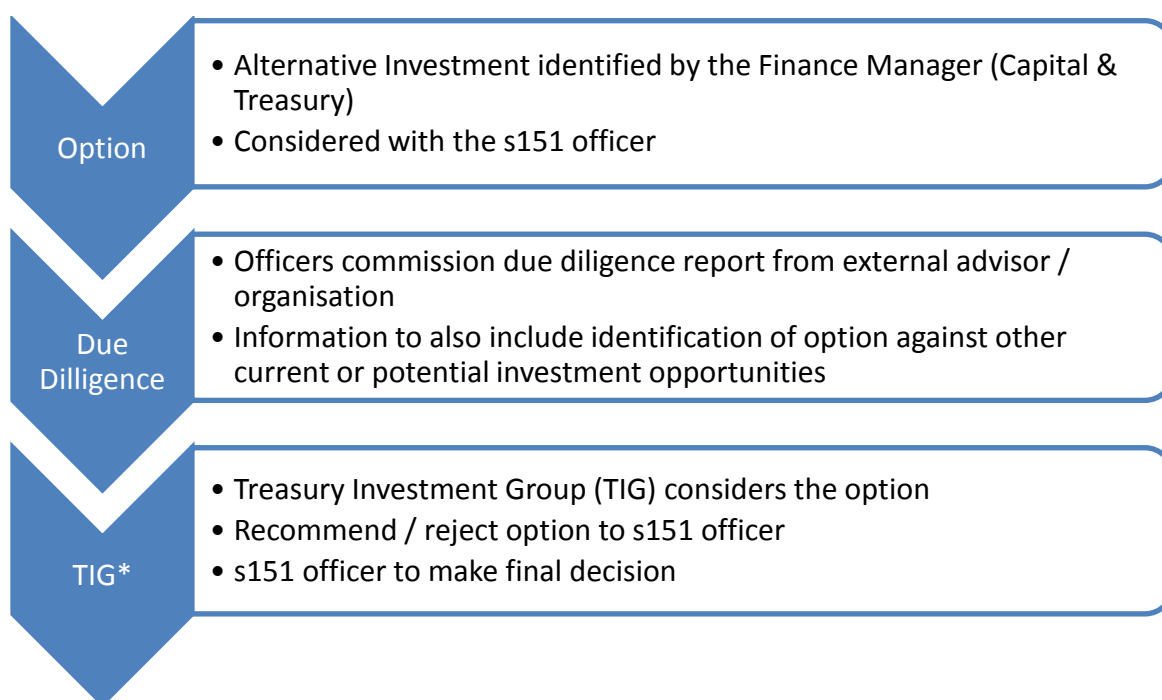 Option
• Alternative Investment identified by the Finance Manager (Capital &
Treasury)
• Considered with the s151 officer
Due
Dilligence
• Officers commission due diligence report from external advisor /
organisation
• Information to also include identification of option against other
current or potential investment opportunities
TIG*
• Treasury Investment Group (TIG) considers the option
• Recommend / reject option to s151 officer
• s151 officer to make final decision